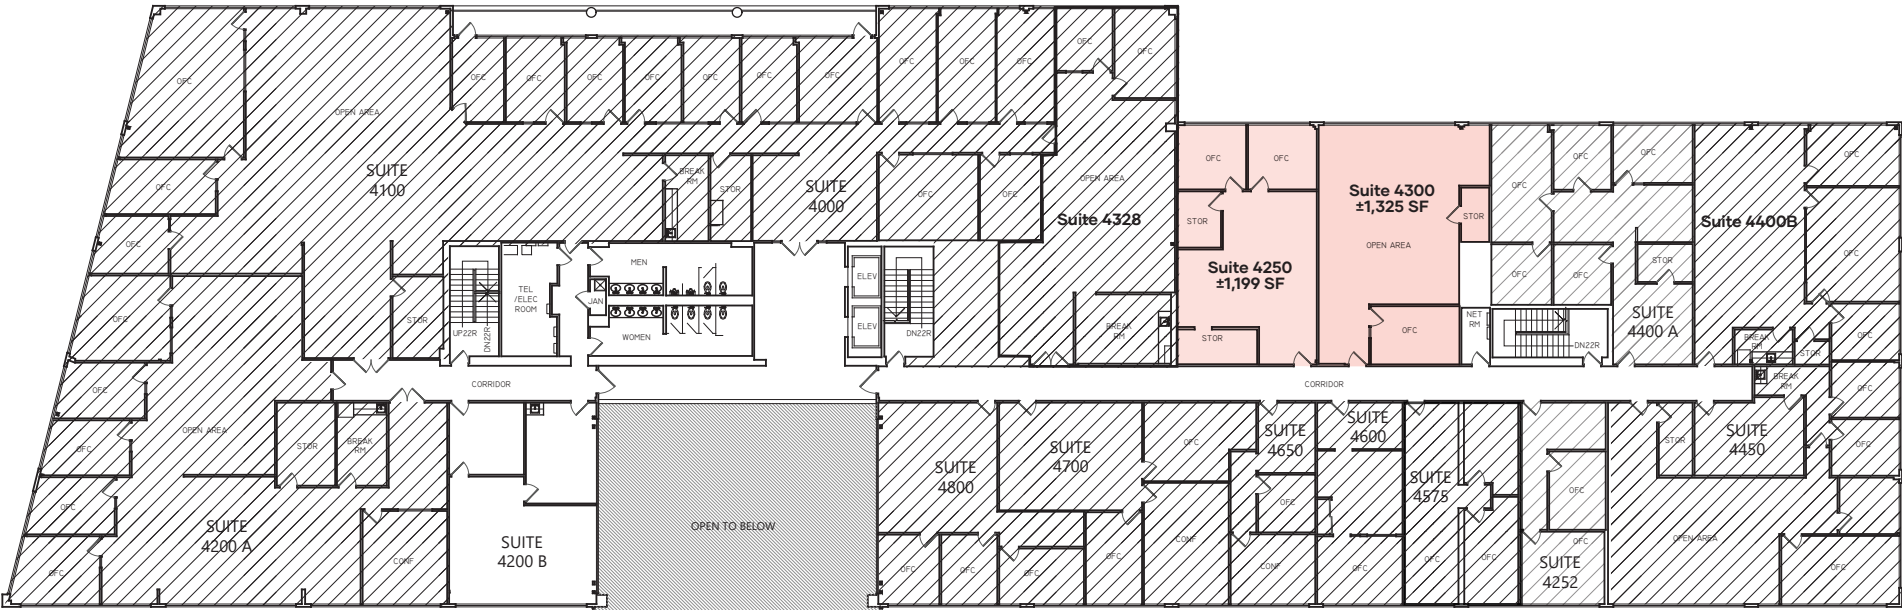 OFC
OFC
OFC
OPEN AREA
OFC
OFC
OFC
OFC
OFC
OFC
OFC
OFC
OFC
OFC
SUITE
4100
BREAK
RM
STOR
SUITE
4000
OFC
OFC
OFC
OFC
OPEN AREA
Suite 4328
OFC
OFC
STOR
Suite 4250
±1,199 SF
STOR
Suite 4300
±1,325 SF
STOR
OPEN AREA
OFC
OFC
OFC
OFC
OFC
OFC
STOR
SUITE
4400 A
Suite 4400B
OFC
OFC
OFC
BREAK
RM
STOR
OFC
STOR
UP22R
DN22R
TEL
/ELEC
ROOM
MEN
JAN
WOMEN
ELEV
ELEV
DN22R
BREAK
RM
NET
RM
DN22R
CORRIDOR
CORRIDOR
BREAK
RM
OFC
OFC
OFC
OFC
OPEN AREA
STOR
BREAK
RM
SUITE
4200 A
OFC
OFC
CONF
SUITE
4200 B
OPEN TO BELOW
SUITE
4800
SUITE
4700
OFC
SUITE
4650
SUITE
4600
OFC
SUITE
4575
OFC
STOR
SUITE
4450
OFC
OFC
OFC
OFC
OFC
CONF
CONF
OFC
OFC
OFC
OFC
SUITE
4252
OPEN AREA
OFC